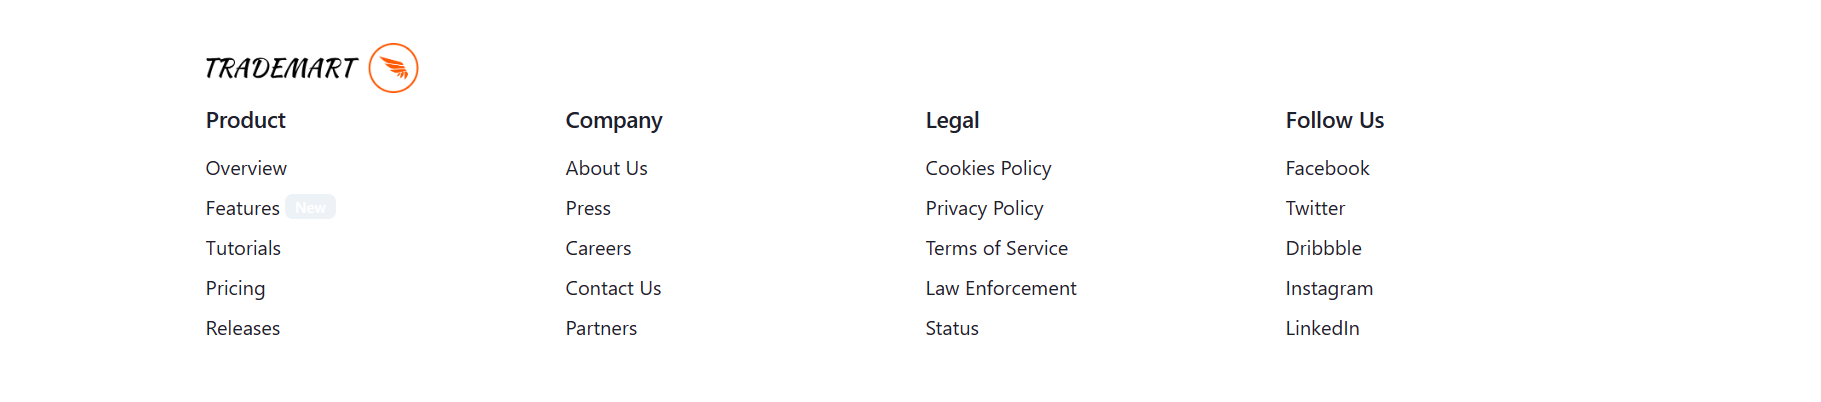 TRADEMART
Product
Overview
Features New
Tutorials
Pricing
Releases
Company
About Us
Press
Careers
Contact Us
Partners
Legal
Cookies Policy
Privacy Policy
Terms of Service
Law Enforcement
Status
Follow Us
Facebook
Twitter
Dribbble
Instagram
LinkedIn